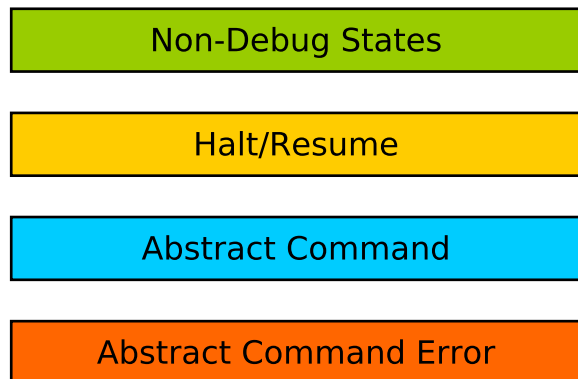 Non-Debug States
Halt/Resume
Abstract Command
Abstract Command Error